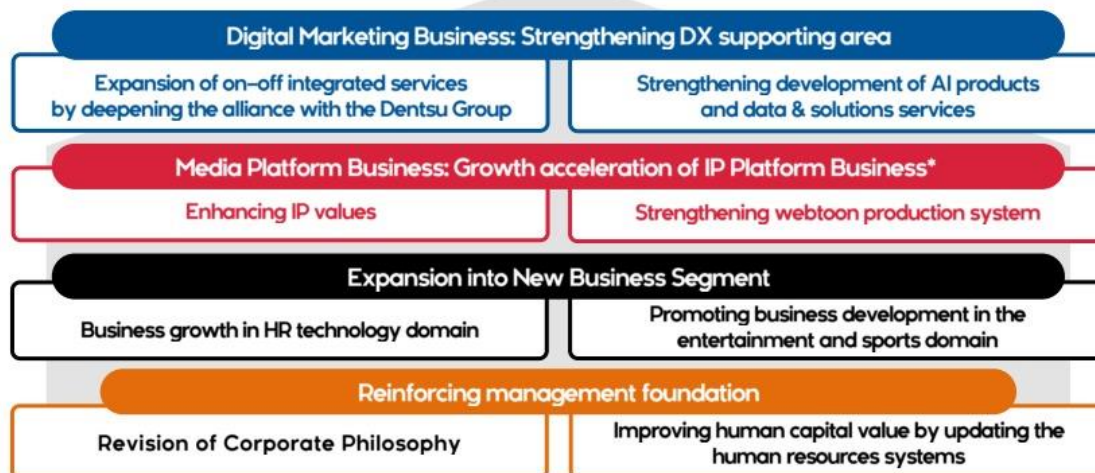 Digital Marketing Business: Strengthening DX supporting area
Expansion of on-off integrated services
by deepening the alliance with the Dentsu Group
Strengthening development of AI products
and data & solutions services
Media Platform Business: Growth acceleration of IP Platform Business*
Enhancing IP values
Strengthening webtoon production system
Expansion into New Business Segment
Business growth in HR technology domain
Promoting business development in the
entertainment and sports domain
Reinforcing management foundation
Revision of Corporate Philosophy
Improving human capital value by updating the
human resources systems